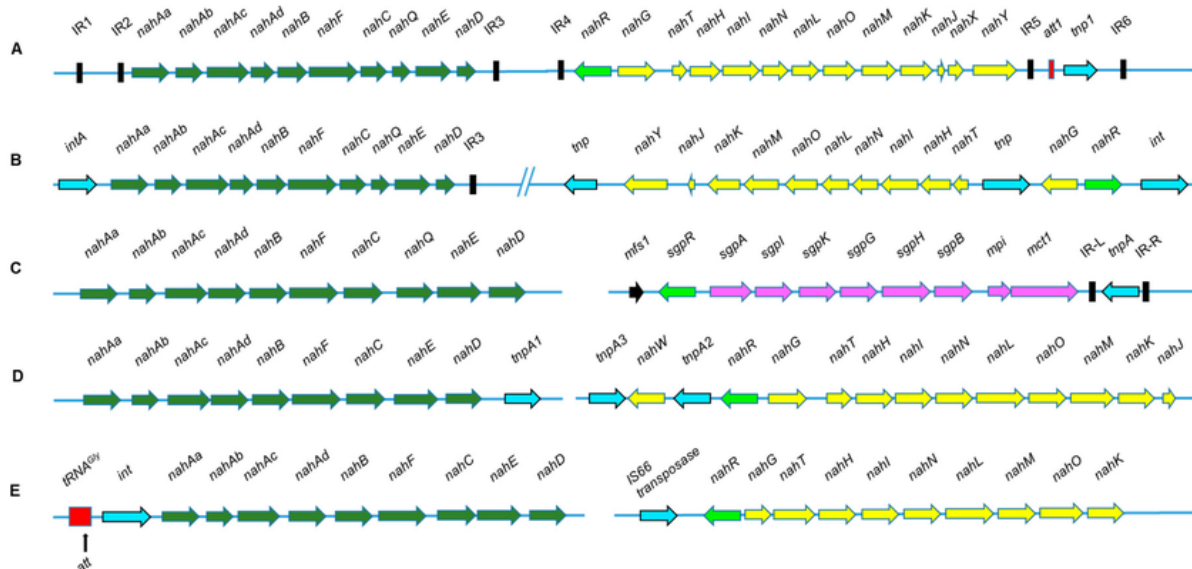 IR1 IR2 nahAa nahAb nahAc nahAd nahB nahF nahC nahQ nahE nahD IR3 IR4 nahR nahG nahT nahH nahI nahN nahL nahO nahM nahK nahJ nahX nahY IR5 att1 tnp1 IR6
A
intA nahAa nahAb nahAc nahAd nahB nahF nahC nahQ nahE nahD IR3 tnp nahY nahJ nahK nahM nahO nahL nahN nahI nahH nahT tnp nahG nahR int
B
nahAa nahAb nahAc nahAd nahB nahF nahC nahQ nahE nahD mfs1 sgpR sgpA sgpI sgpK sgpG sgpH sgpB mpi mct1 IR-L tnpA IR-R
C
nahAa nahAb nahAc nahAd nahB nahF nahC nahE nahD tnpA1 tnpA3 nahW tnpA2 nahR nahG nahT nahH nahI nahN nahL nahO nahM nahK nahJ
D
tRNAGly int nahAa nahAb nahAc nahAd nahB nahF nahC nahE nahD IS66 transposase nahR nahG nahT nahH nahI nahN nahL nahM nahO nahK
E
att